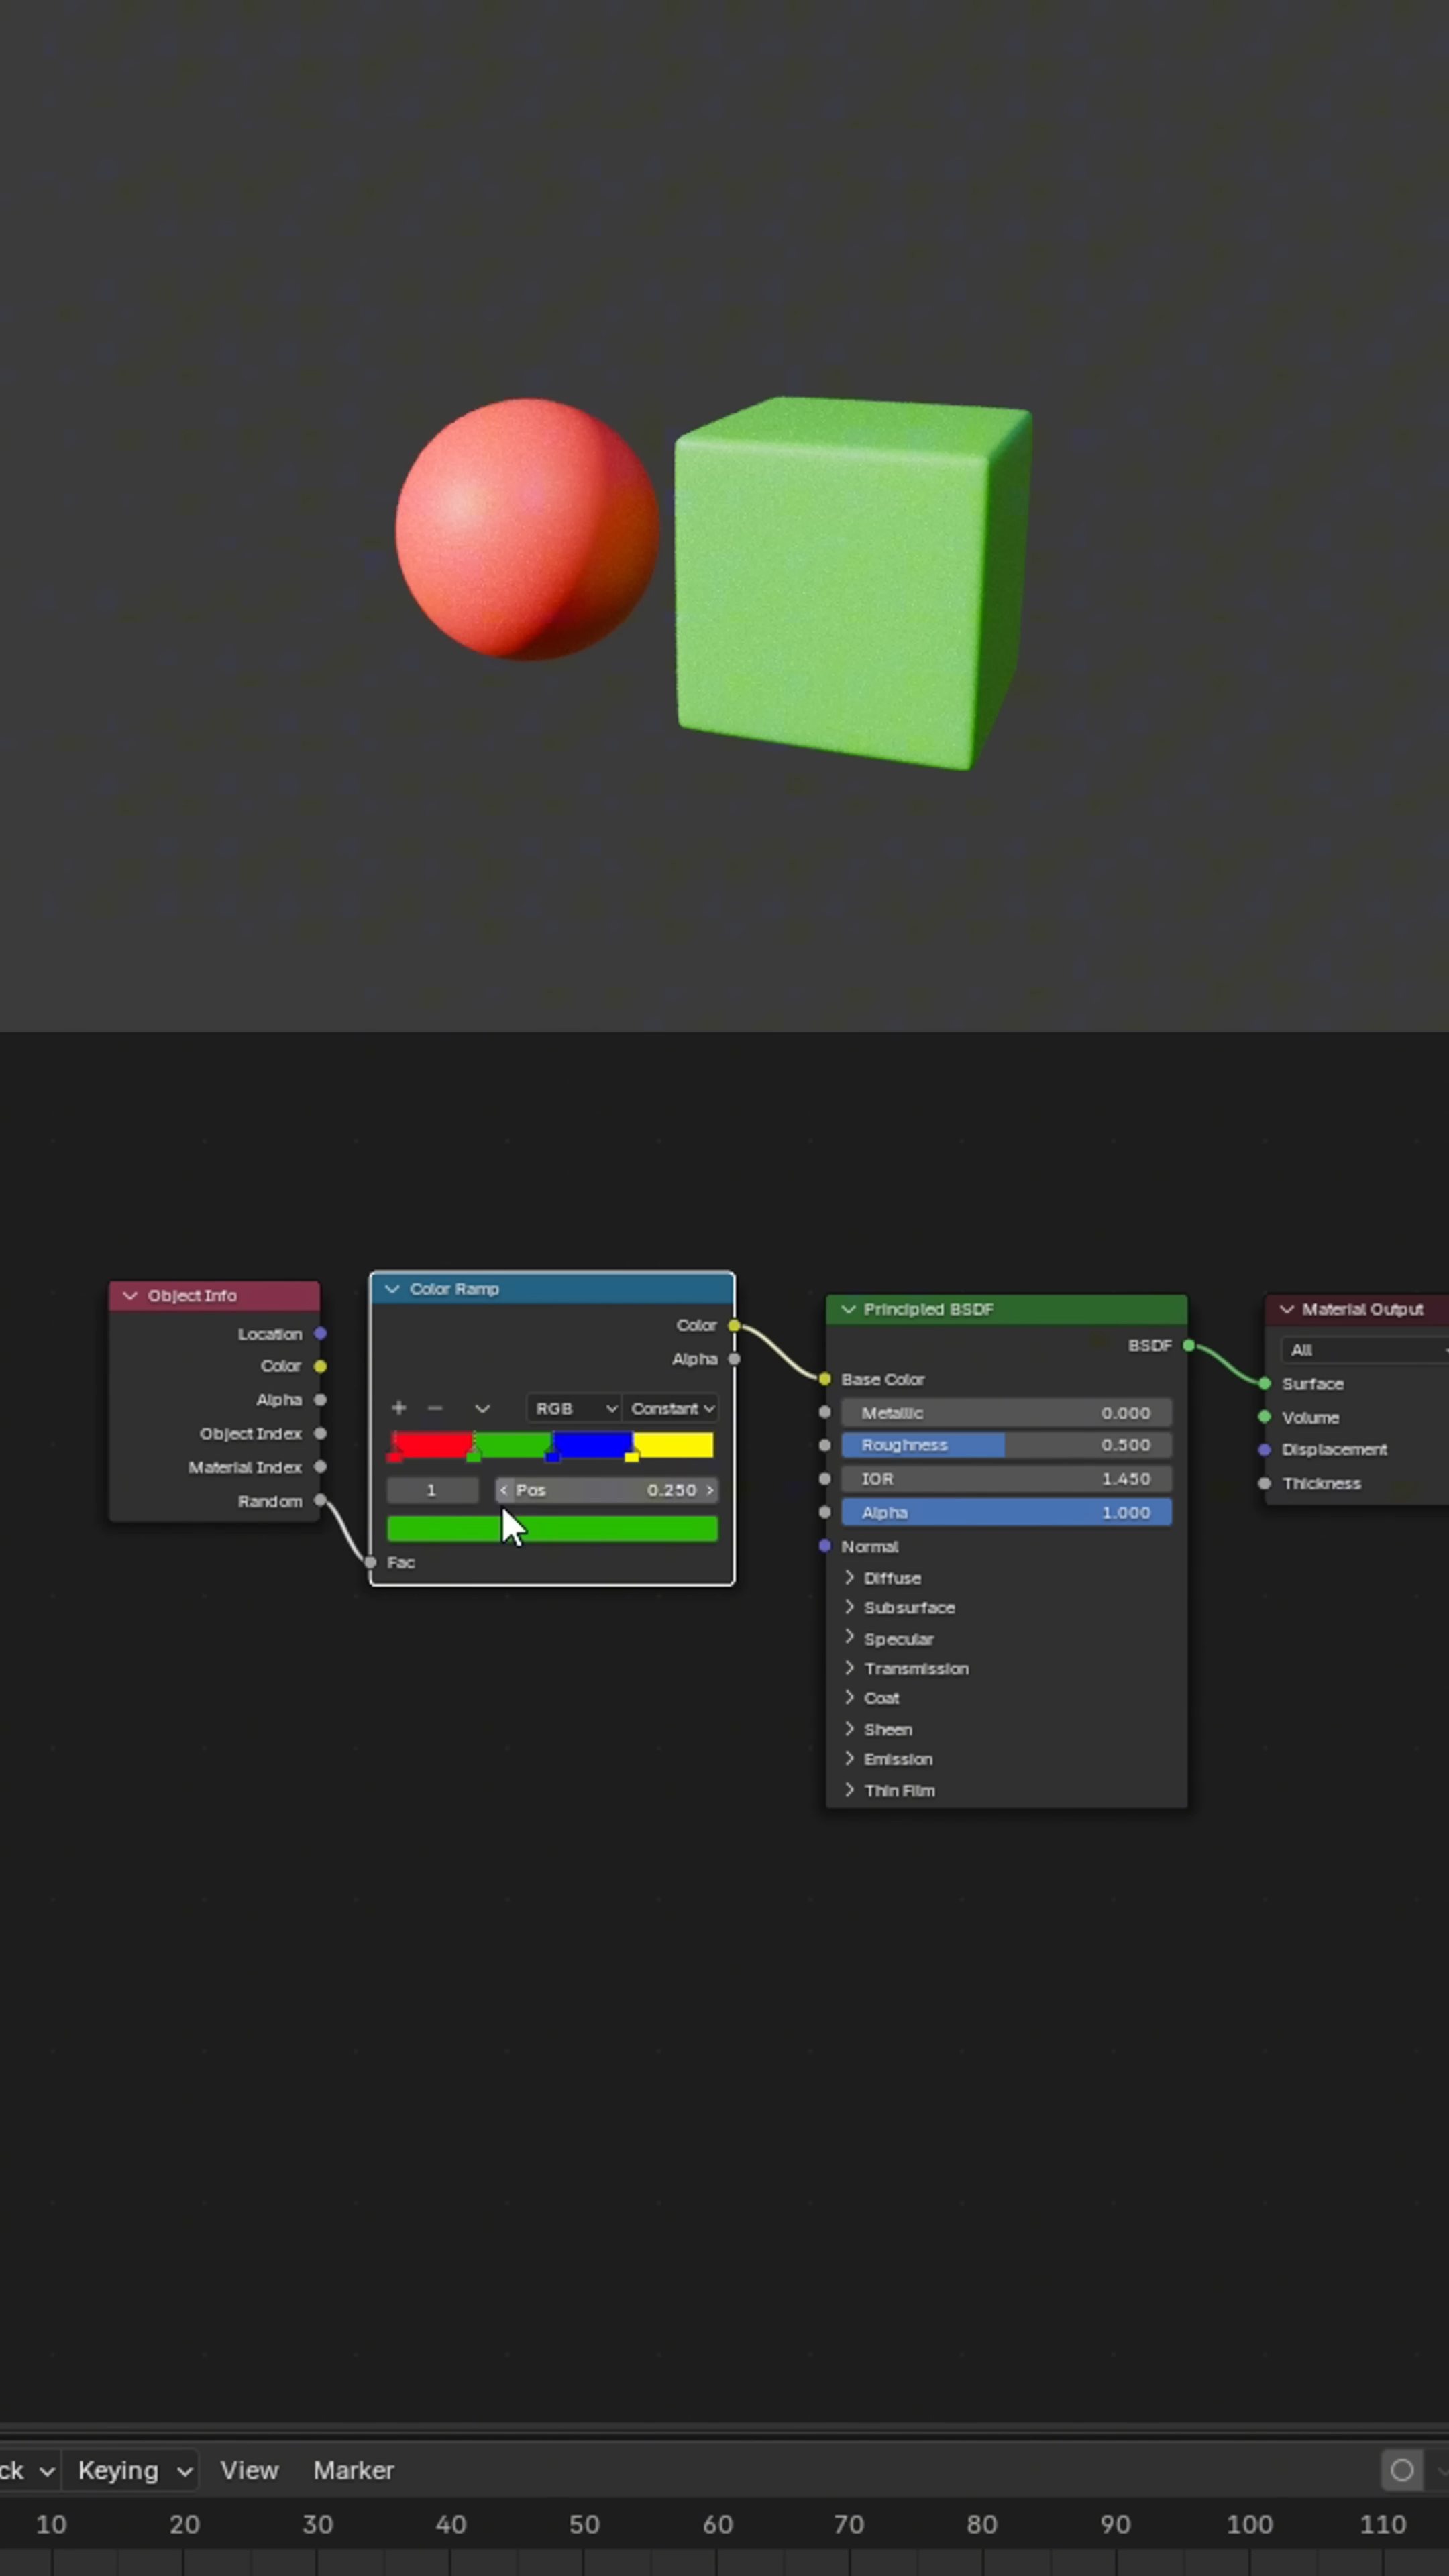 Object Info
Location
Color
Alpha
Object Index
Material Index
Random
Color Ramp
Color
Alpha
+ − RGB Constant
1 Pos 0.250
Fac
Principled BSDF
BSDF
Base Color
Metallic 0.000
Roughness 0.500
IOR 1.450
Alpha 1.000
Normal
Diffuse
Subsurface
Specular
Transmission
Coat
Sheen
Emission
Thin Film
Material Output
All
Surface
Volume
Displacement
Thickness
ck Keying View Marker
10 20 30 40 50 60 70 80 90 100 110